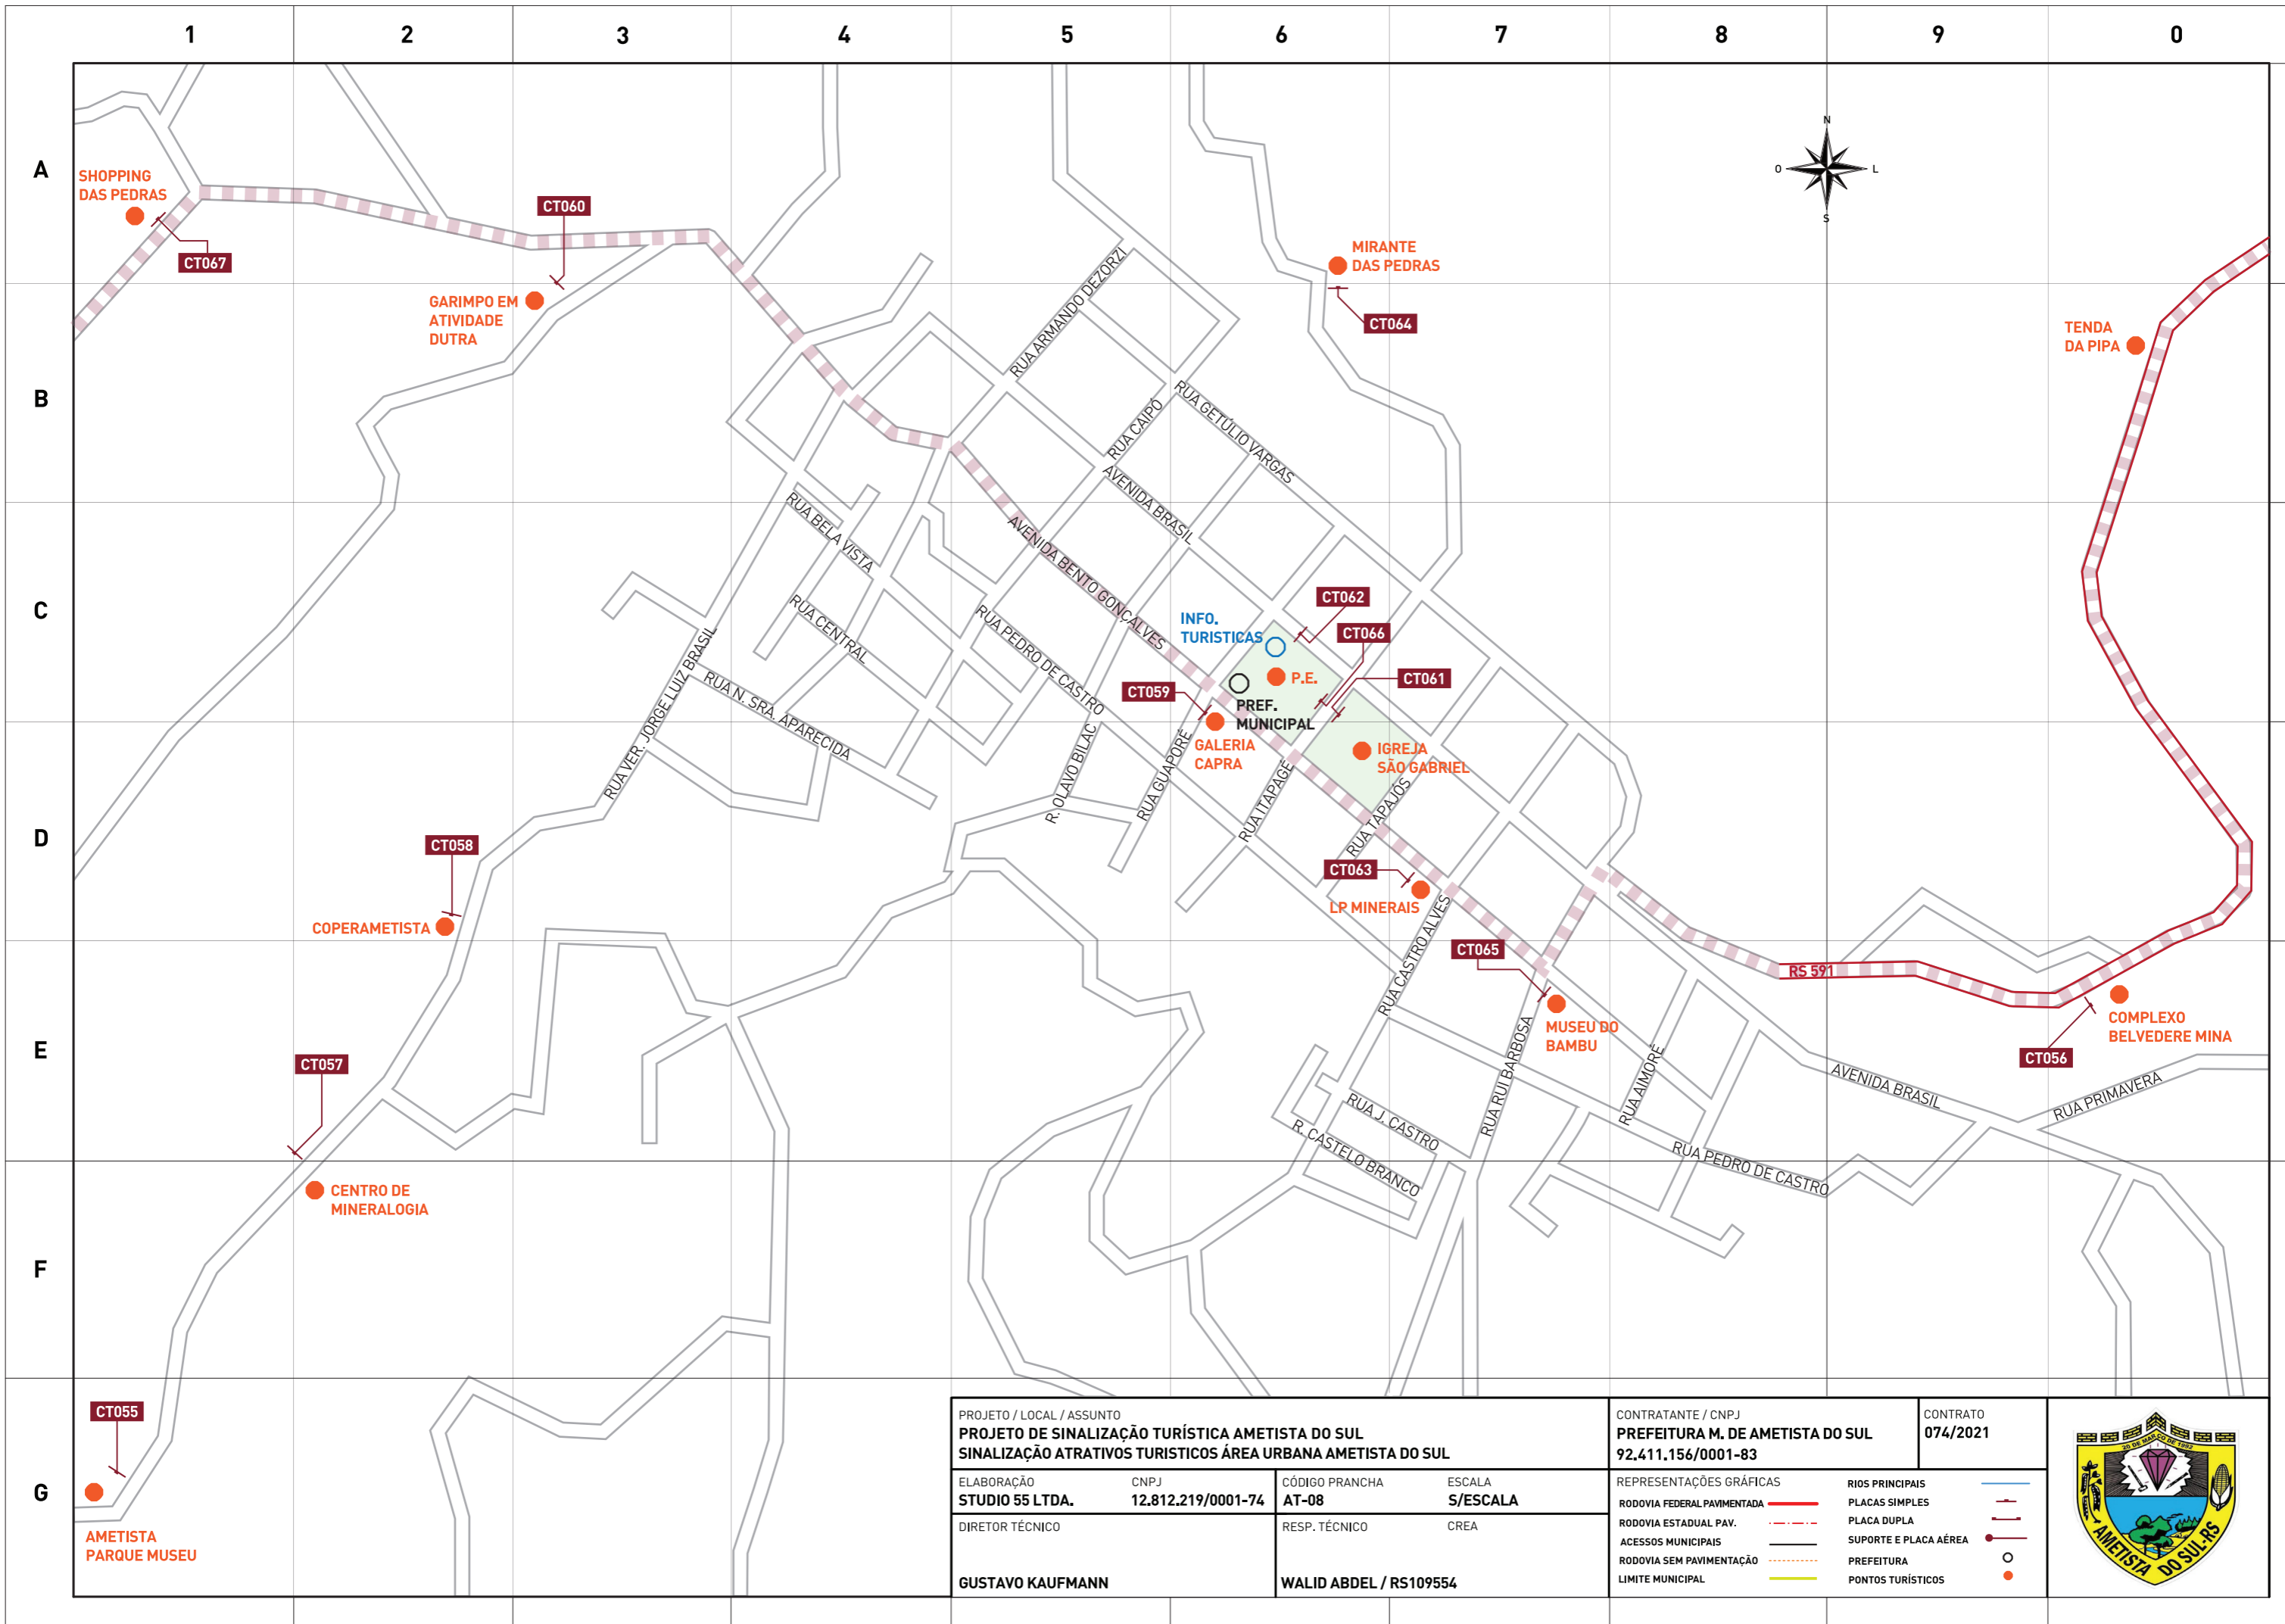 1 2 3 4 5 6 7 8 9 0
A
B
C
D
E
F
G
N
O L
S
SHOPPING
DAS PEDRAS
CT067
CT060
GARIMPO EM
ATIVIDADE
DUTRA
MIRANTE
DAS PEDRAS
CT064
TENDA
DA PIPA
RUA ARMANDO DEZORZI
RUA CAIPÓ
RUA GETÚLIO VARGAS
AVENIDA BRASIL
AVENIDA BENTO GONÇALVES
RUA BELA VISTA
RUA CENTRAL
RUA PEDRO DE CASTRO
RUA VER. JORGE LUIZ BRASIL
RUA N. SRA. APARECIDA
INFO.
TURISTICAS
CT062
CT066
CT061
P.E.
CT059
PREF.
MUNICIPAL
GALERIA
CAPRA
IGREJA
SÃO GABRIEL
R. OLAVO BILAC
RUA GUAPORÉ
RUA ITAPAGÉ
RUA TAPAJÓS
CT058
CT063
LP MINERAIS
COPERAMETISTA
RUA CASTRO ALVES
CT065
RS 591
MUSEU DO
BAMBU
COMPLEXO
BELVEDERE MINA
CT056
CT057
RUA RUI BARBOSA
RUA AIMORÉ
AVENIDA BRASIL
RUA PRIMAVERA
RUA J. CASTRO
R. CASTELO BRANCO
RUA PEDRO DE CASTRO
CENTRO DE
MINERALOGIA
CT055
AMETISTA
PARQUE MUSEU
PROJETO / LOCAL / ASSUNTO
PROJETO DE SINALIZAÇÃO TURÍSTICA AMETISTA DO SUL
SINALIZAÇÃO ATRATIVOS TURISTICOS ÁREA URBANA AMETISTA DO SUL
CONTRATANTE / CNPJ
PREFEITURA M. DE AMETISTA DO SUL
92.411.156/0001-83
CONTRATO
074/2021
ELABORAÇÃO CNPJ
STUDIO 55 LTDA. 12.812.219/0001-74
CÓDIGO PRANCHA ESCALA
AT-08 S/ESCALA
DIRETOR TÉCNICO
GUSTAVO KAUFMANN
RESP. TÉCNICO CREA
WALID ABDEL / RS109554
REPRESENTAÇÕES GRÁFICAS
RODOVIA FEDERAL PAVIMENTADA
RODOVIA ESTADUAL PAV.
ACESSOS MUNICIPAIS
RODOVIA SEM PAVIMENTAÇÃO
LIMITE MUNICIPAL
RIOS PRINCIPAIS
PLACAS SIMPLES
PLACA DUPLA
SUPORTE E PLACA AÉREA
PREFEITURA
PONTOS TURÍSTICOS
20 DE MARÇO DE 1992
AMETISTA DO SUL-RS